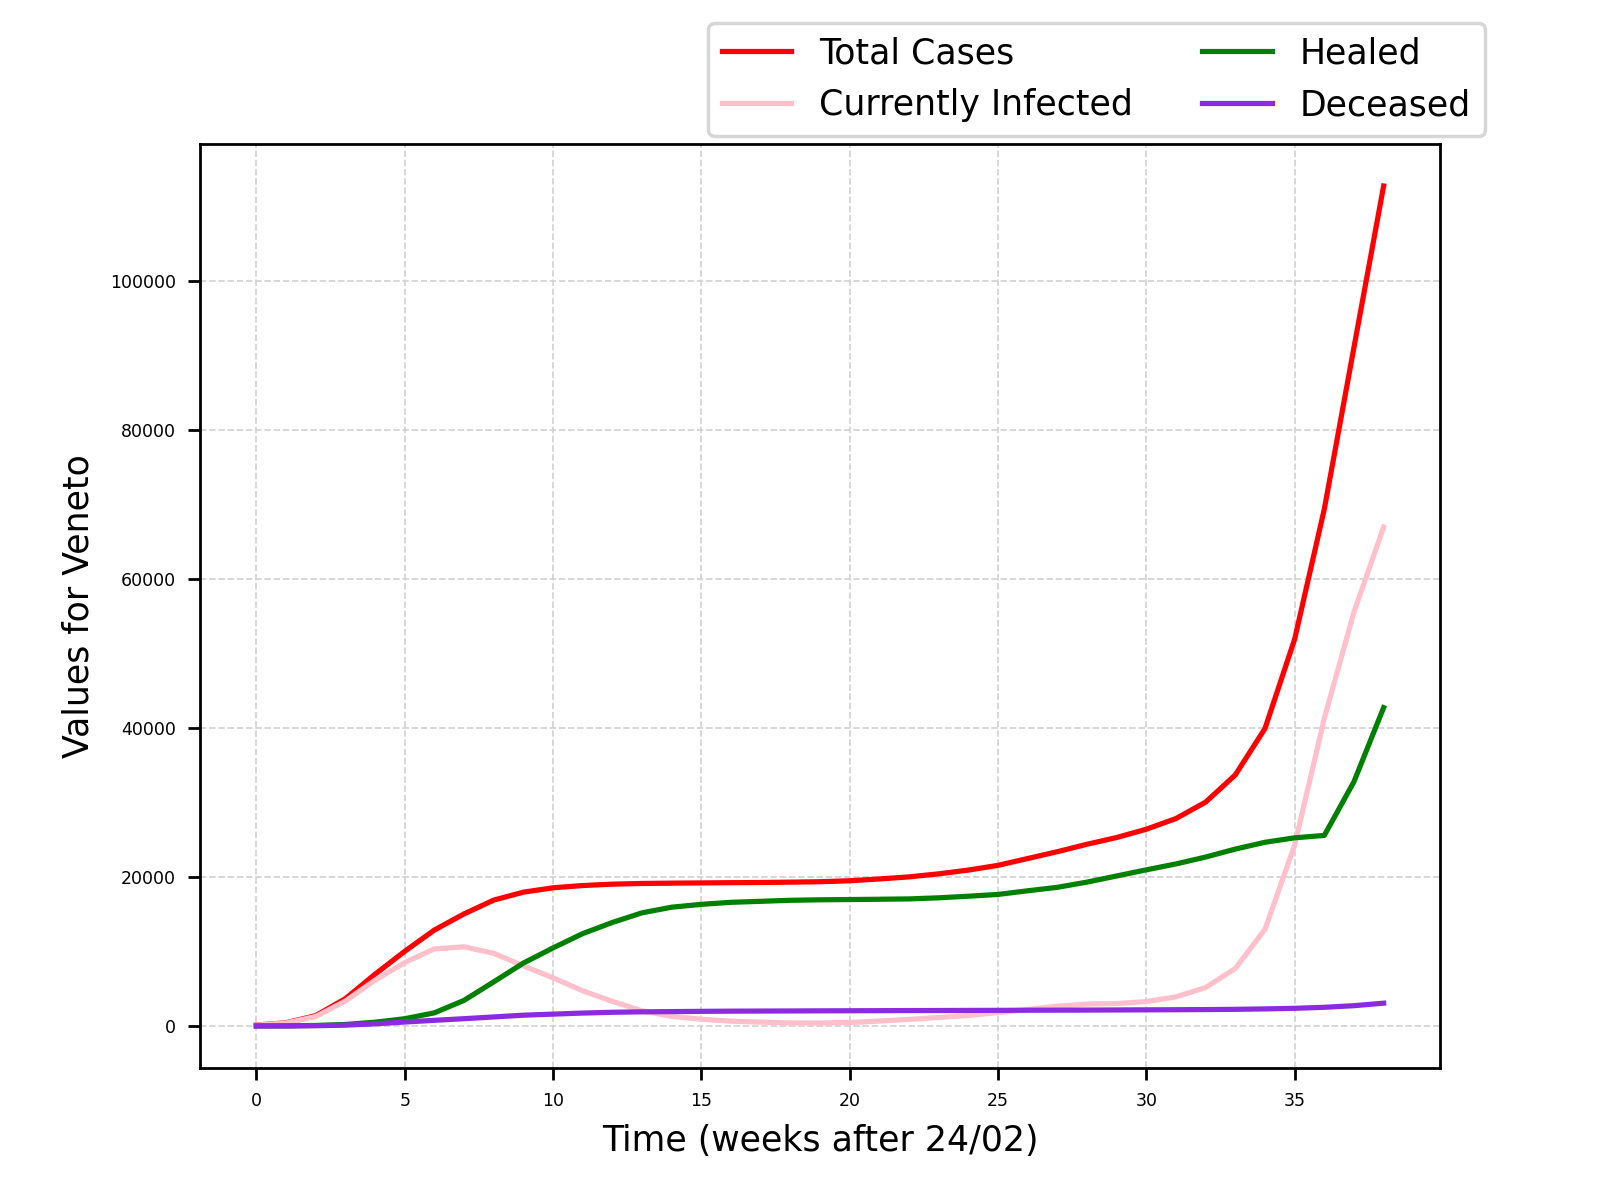 Total Cases
Currently Infected
Healed
Deceased
100000
80000
60000
40000
20000
0
Values for Veneto
0 5 10 15 20 25 30 35
Time (weeks after 24/02)